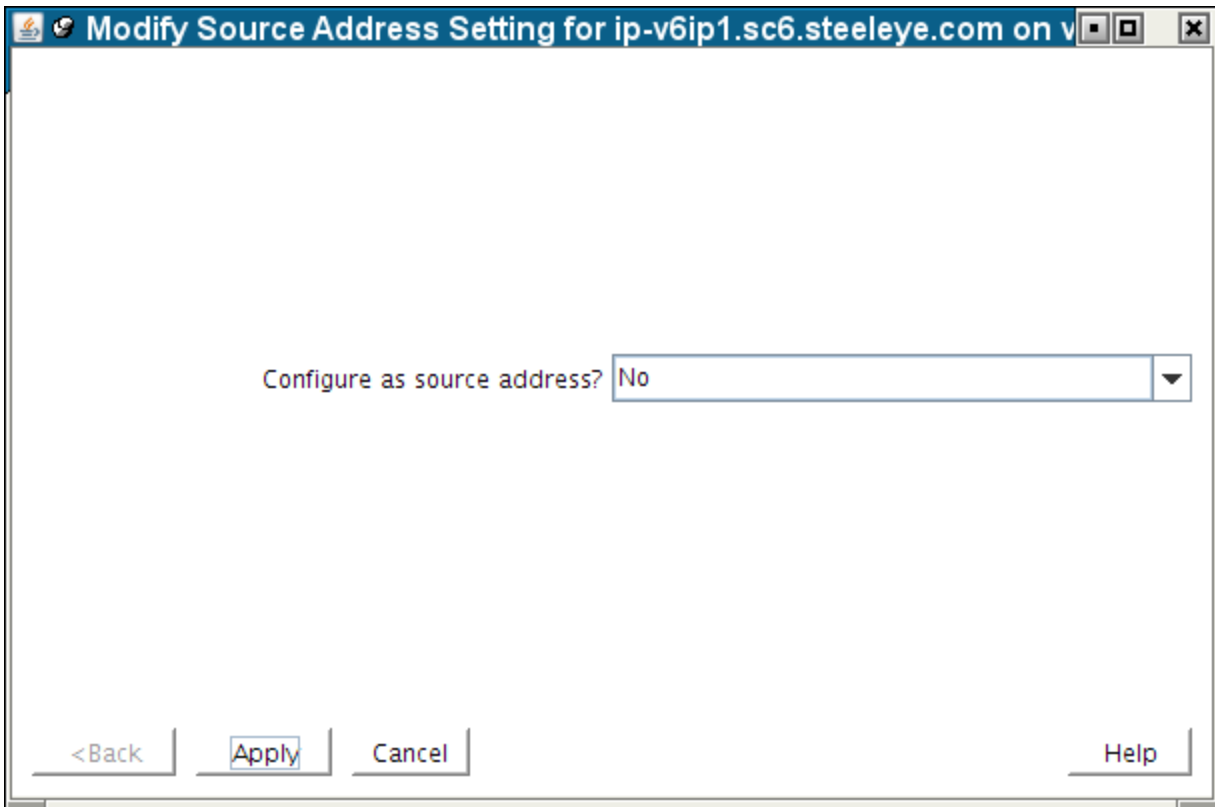 Modify Source Address Setting for ip-v6ip1.sc6.steeleye.com on v
Configure as source address? No
<Back Apply Cancel Help